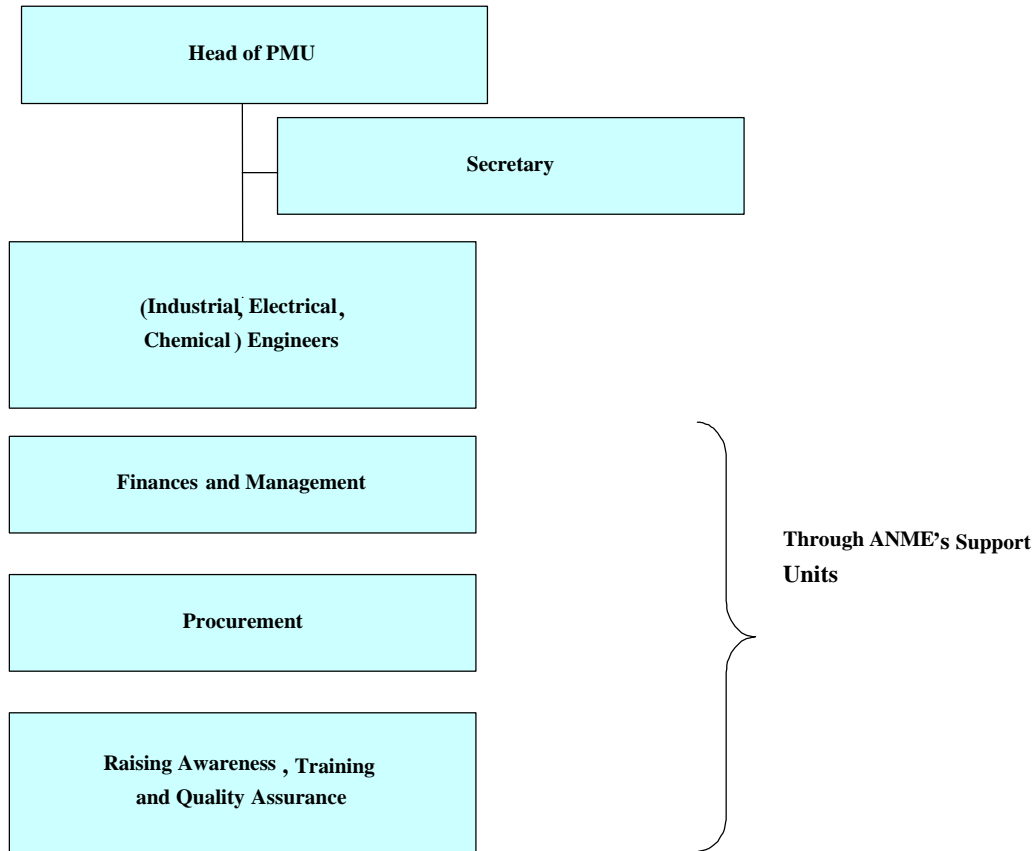 Head of PMU
Secretary
(Industrial, Electrical,
Chemical) Engineers
Finances and Management
Through ANME's Support
Units
Procurement
Raising Awareness, Training
and Quality Assurance